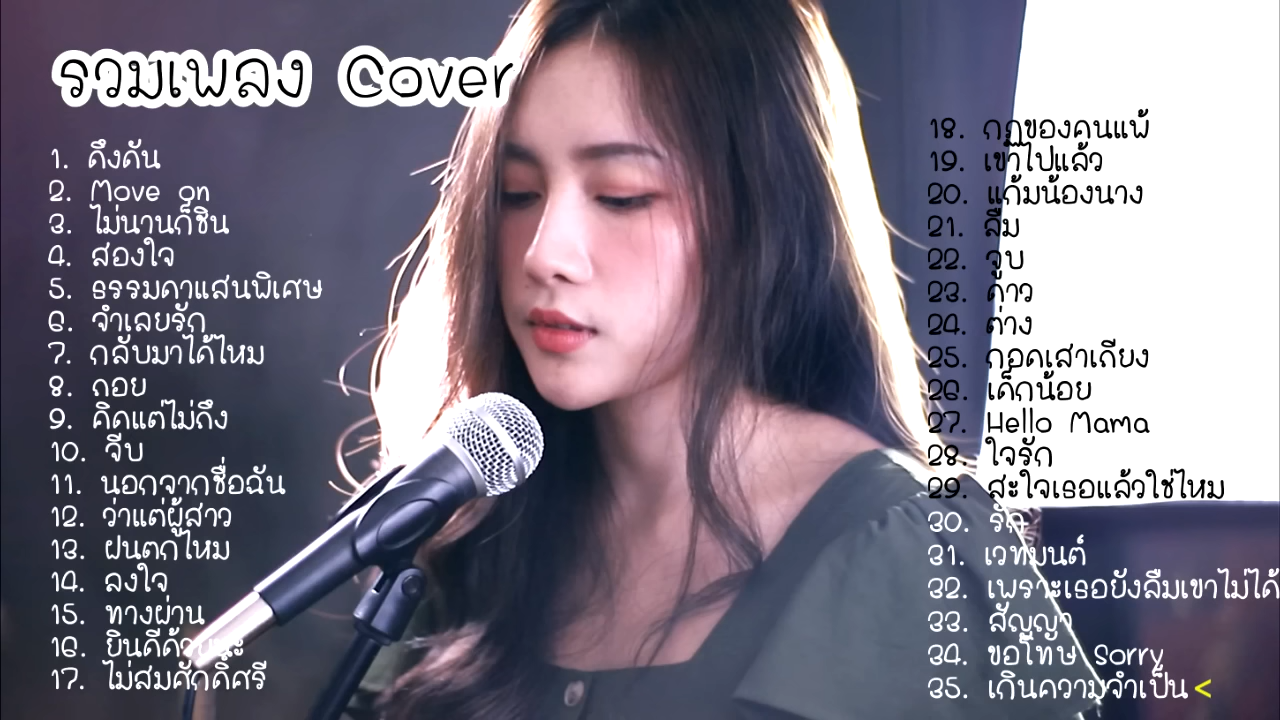 รวมเพลง Cover
1. คึงคัน
2. Move on
3. ไม่นานก็ชิน
4. สองใจ
5. ธรรมดาแสนพิเศษ
6. จำเลยรัก
7. กลับมาได้ไหม
8. ถอย
9. คิดแต่ไม่ถึง
10. จีบ
11. นอกจากชื่อฉัน
12. ว่าแต่ผู้สาว
13. ฝนตกไหม
14. ลงใจ
15. ทางผ่าน
16. ยินดีด้วยนะ
17. ไม่สมศักดิ์ศรี
18. กฎของคนแพ้
19. เขาไปแล้ว
20. แก้มน้องนาง
21. ลืม
22. จูบ
23. ดาว
24. ต่าง
25. กอดเสาเถียง
26. เด็กน้อย
27. Hello Mama
28. ใจรัก
29. สะใจเธอแล้วใช่ไหม
30. รัก
31. เวทมนต์
32. เพราะเธอยังลืมเขาไม่ได้
33. สัญญา
34. ขอโทษ Sorry
35. เกินความจำเป็น <